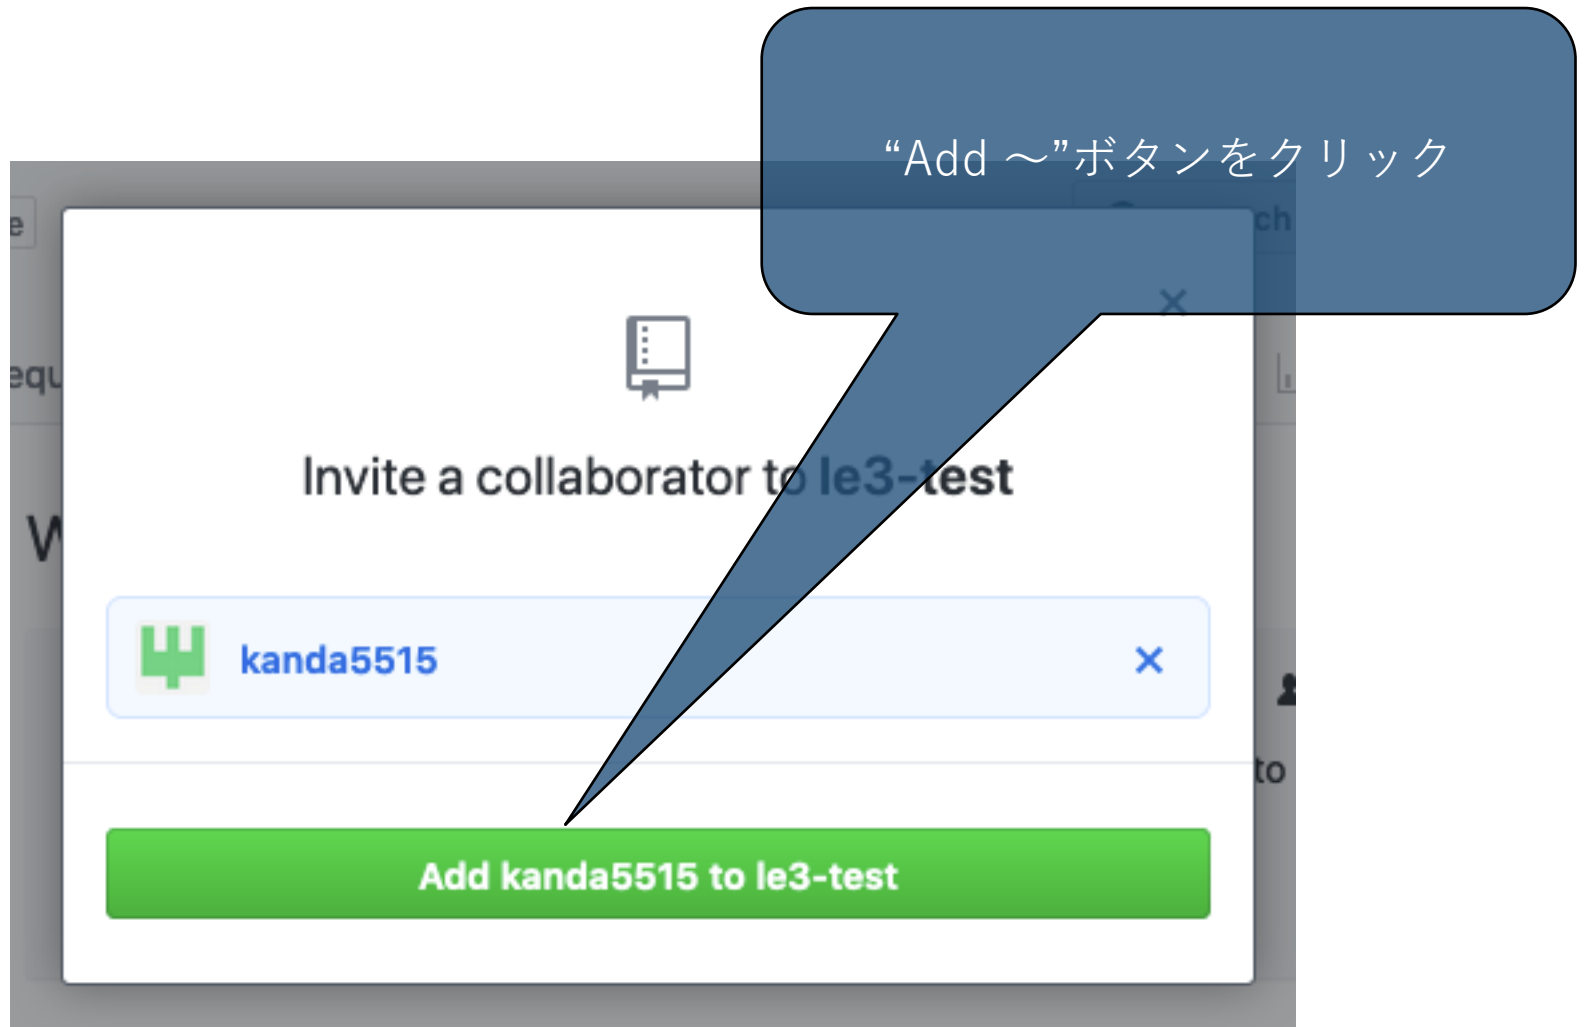 “Add ～”ボタンをクリック
Invite a collaborator to le3-test
kanda5515
Add kanda5515 to le3-test
to